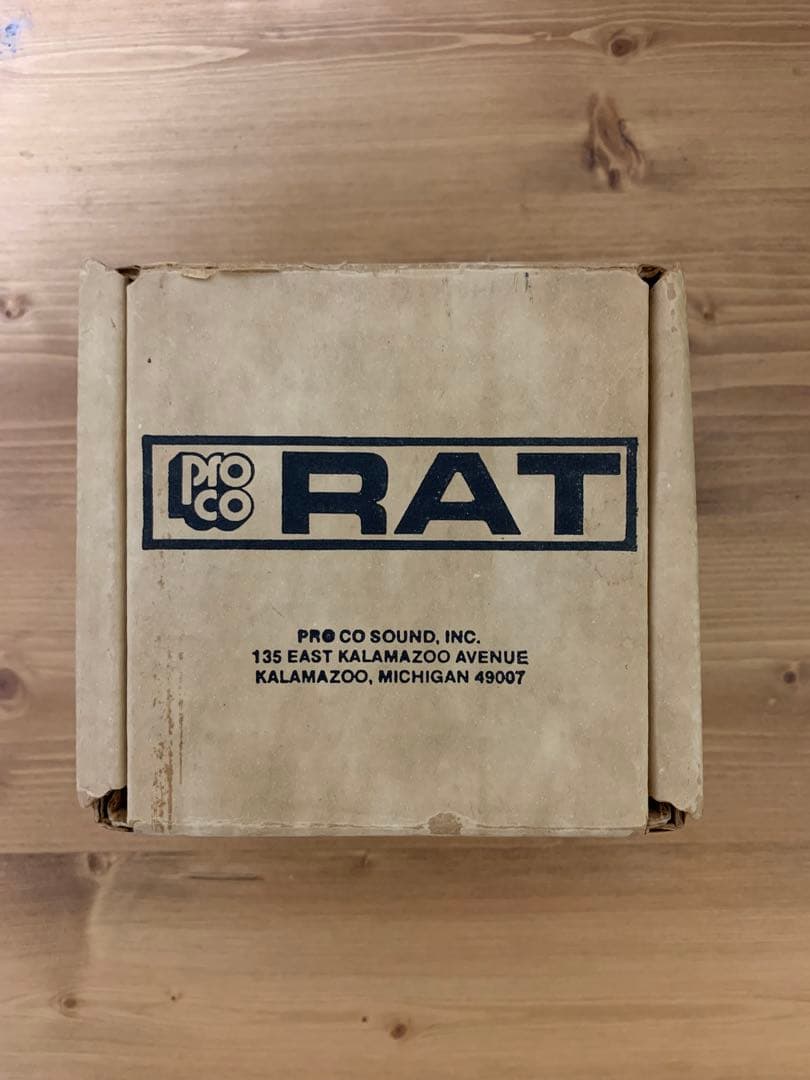 pro co RAT
PRO CO SOUND, INC.
135 EAST KALAMAZOO AVENUE
KALAMAZOO, MICHIGAN 49007